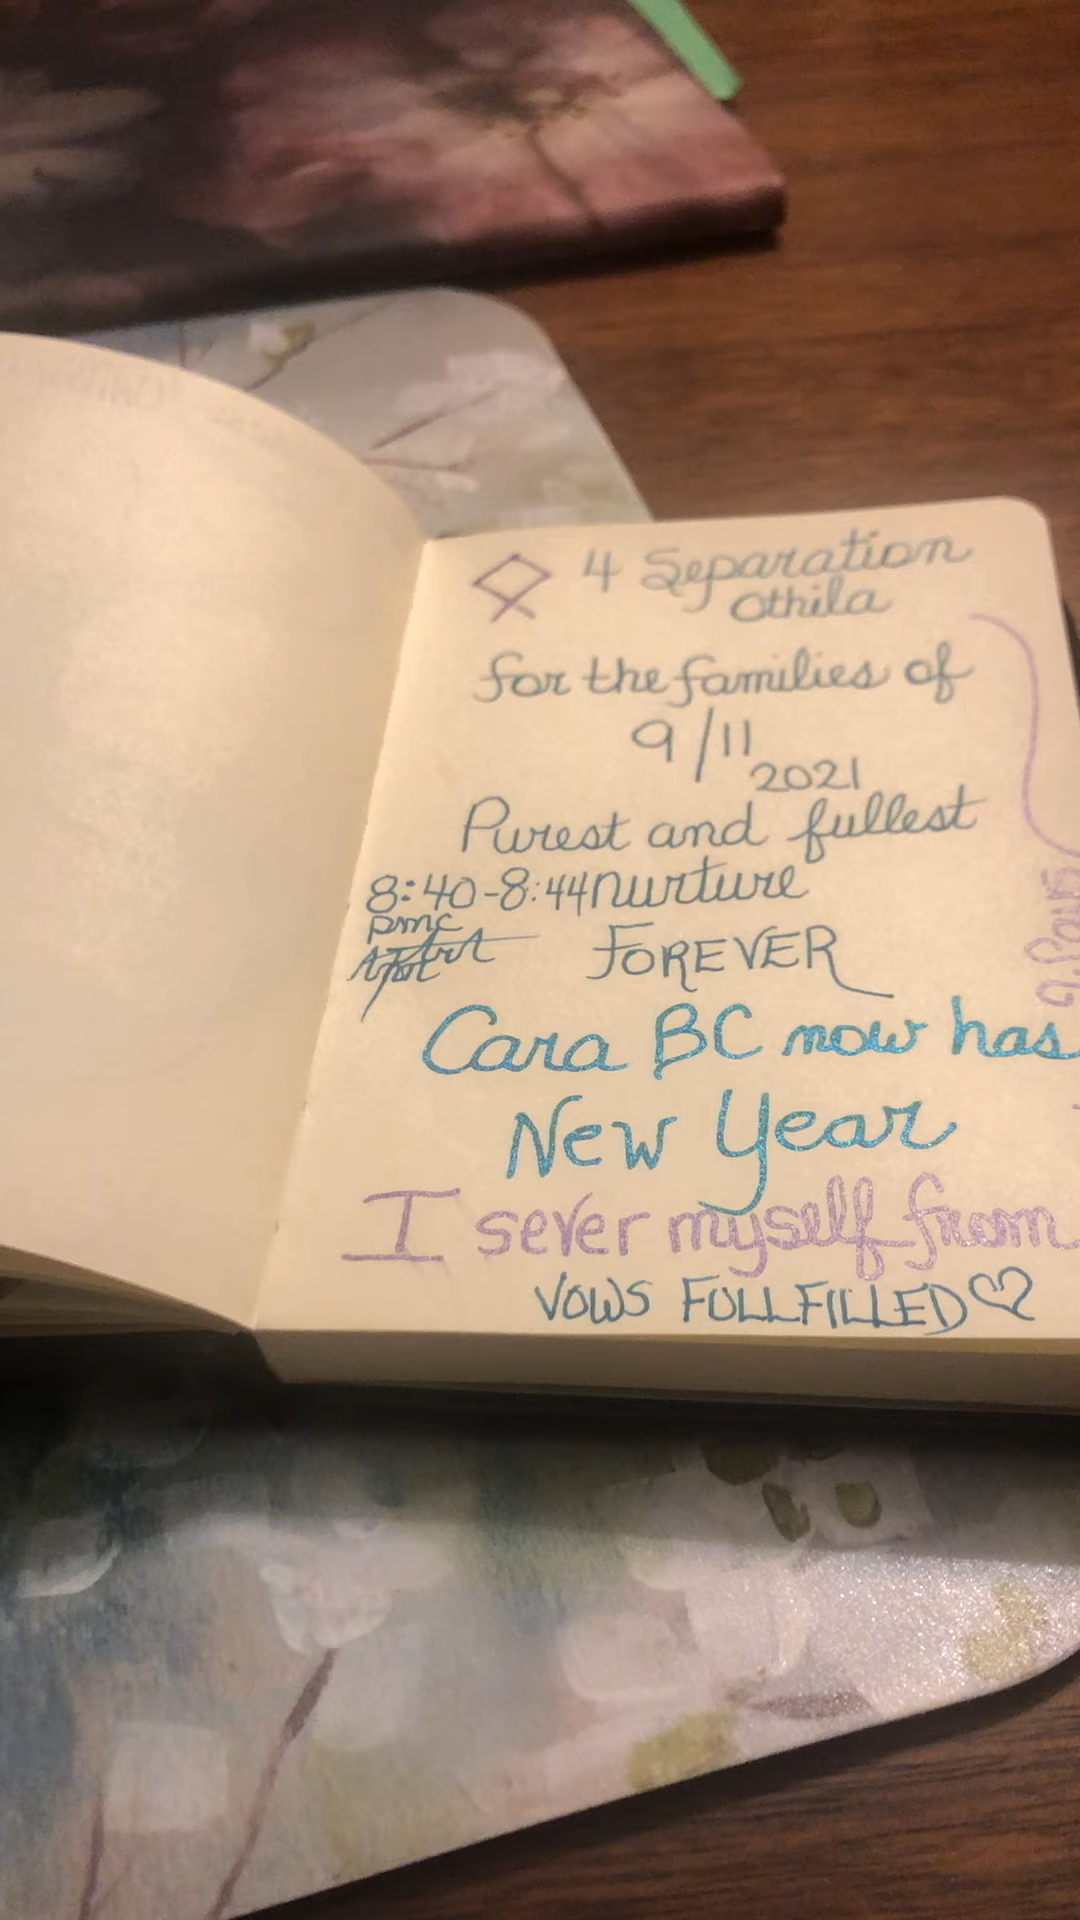 4 Separation
Othila
for the families of
9/11
2021
Purest and fullest
8:40-8:44 nurture
pmc
FOREVER
Cara BC now has
New Year
I sever myself from
VOWS FULLFILLED